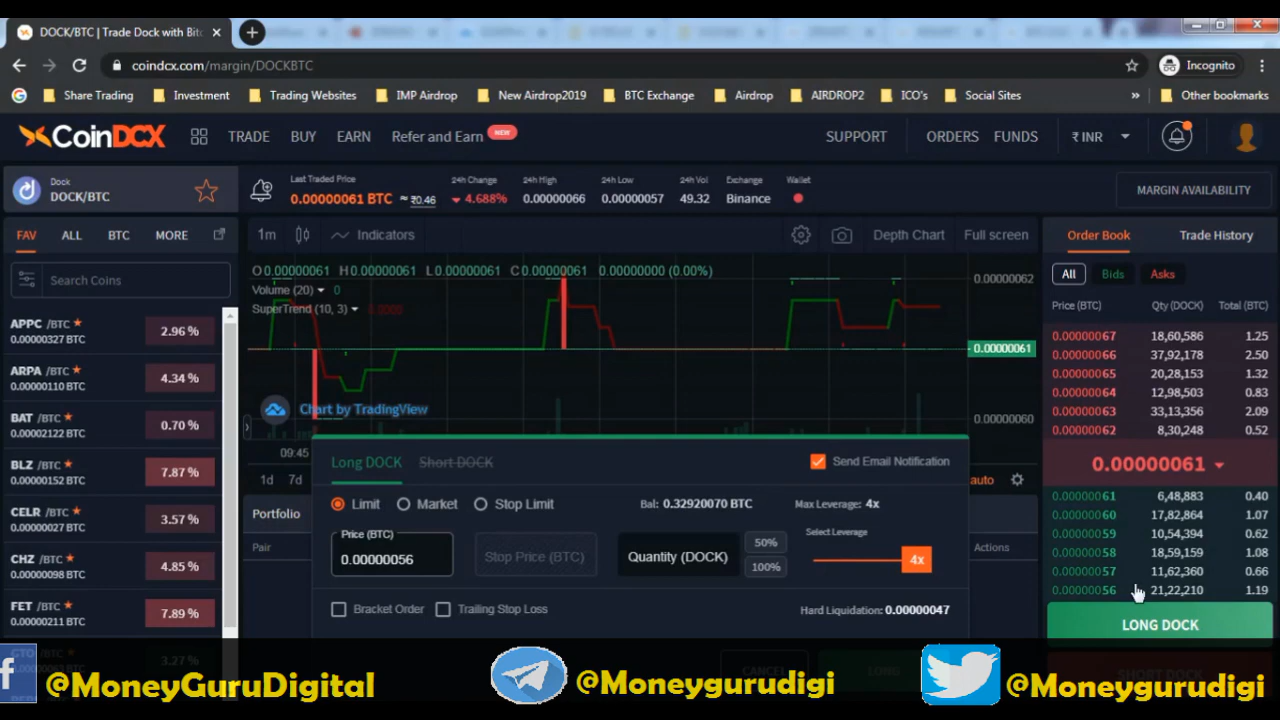 DOCK/BTC | Trade Dock with Bitc
coindcx.com/margin/DOCKBTC
Incognito
Share Trading
Investment
Trading Websites
IMP Airdrop
New Airdrop2019
BTC Exchange
Airdrop
AIRDROP2
ICO's
Social Sites
»
Other bookmarks
CoinDCX
TRADE
BUY
EARN
Refer and Earn
NEW
SUPPORT
ORDERS
FUNDS
₹ INR
Dock
DOCK/BTC
Last Traded Price
0.00000061 BTC ≈ ₹0.46
24h Change
4.688%
24h High
0.00000066
24h Low
0.00000057
24h Vol
49.32
Exchange
Binance
Wallet
MARGIN AVAILABILITY
FAV
ALL
BTC
MORE
Search Coins
APPC /BTC
0.00000327 BTC
2.96 %
ARPA /BTC
0.00000110 BTC
4.34 %
BAT /BTC
0.00002122 BTC
0.70 %
BLZ /BTC
0.00000152 BTC
7.87 %
CELR /BTC
0.00000027 BTC
3.57 %
CHZ /BTC
0.00000098 BTC
4.85 %
FET /BTC
0.00000211 BTC
7.89 %
GTO /BTC
3.27 %
1m
Indicators
Depth Chart
Full screen
O0.00000061 H0.00000061 L0.00000061 C0.00000061 0.00000000 (0.00%)
Volume (20) 0
SuperTrend (10, 3)
0.00000062
0.00000061
0.00000060
Chart by TradingView
09:45
1d 7d
auto
Portfolio
Pair
Actions
Long DOCK
Short DOCK
Send Email Notification
Limit
Market
Stop Limit
Bal: 0.32920070 BTC
Max Leverage: 4x
Price (BTC)
0.00000056
Stop Price (BTC)
Quantity (DOCK)
50%
100%
Select Leverage
4x
Bracket Order
Trailing Stop Loss
Hard Liquidation: 0.00000047
CANCEL
LONG
Order Book
Trade History
All
Bids
Asks
Price (BTC) Qty (DOCK) Total (BTC)
0.00000067 18,60,586 1.25
0.00000066 37,92,178 2.50
0.00000065 20,28,153 1.32
0.00000064 12,98,503 0.83
0.00000063 33,13,356 2.09
0.00000062 8,30,248 0.52
0.00000061
0.00000061 6,48,883 0.40
0.00000060 17,82,864 1.07
0.00000059 10,54,394 0.62
0.00000058 18,59,159 1.08
0.00000057 11,62,360 0.66
0.00000056 21,22,210 1.19
LONG DOCK
SHORT DOCK
@MoneyGuruDigital
@Moneygurudigi
@Moneygurudigi